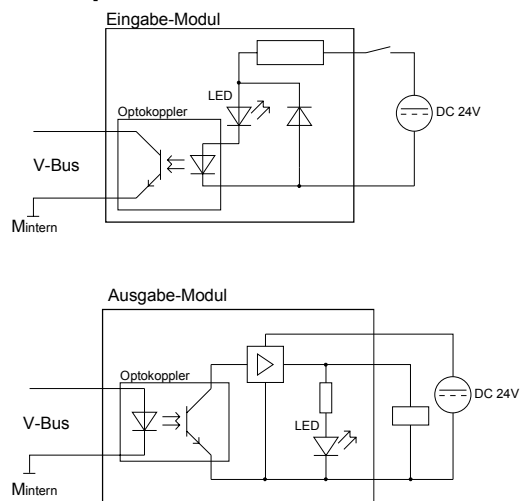 Eingabe-Modul
LED
Optokoppler
DC 24V
V-Bus
Mintern
Ausgabe-Modul
Optokoppler
DC 24V
V-Bus
LED
Mintern